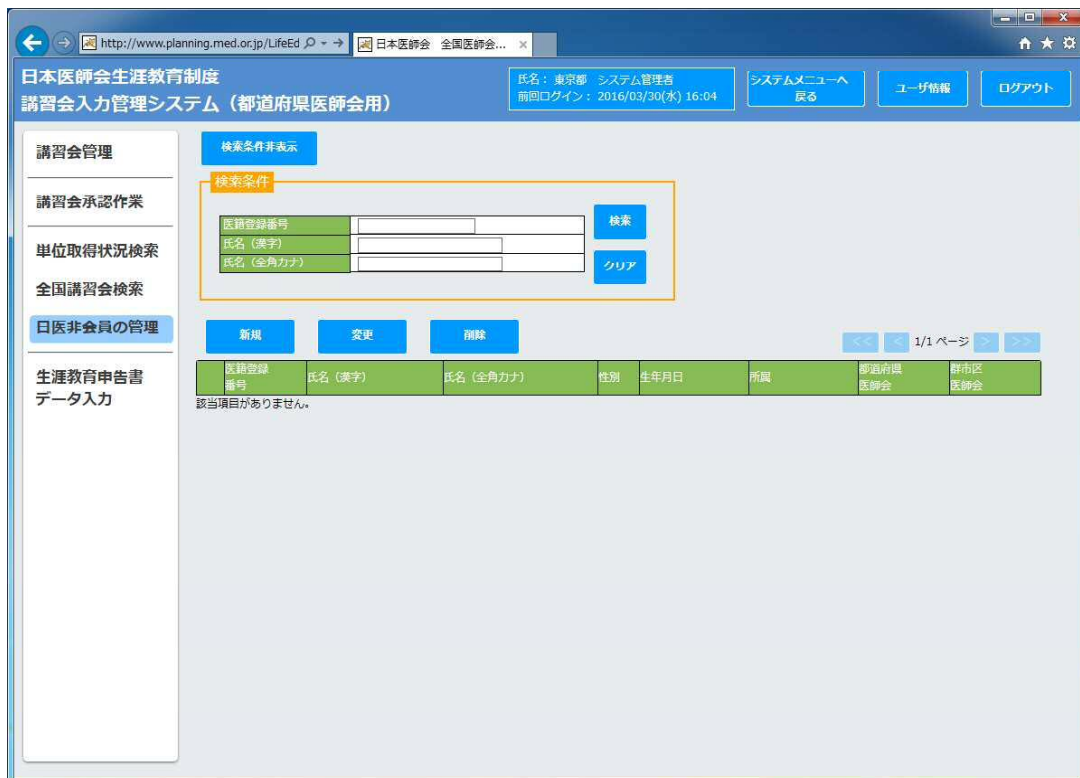 http://www.planning.med.or.jp/LifeEd
日本医師会 全国医師会...
日本医師会生涯教育制度
講習会入力管理システム(都道府県医師会用)
氏名: 東京都 システム管理者
前回ログイン: 2016/03/30(水) 16:04
システムメニューへ
戻る
ユーザ情報
ログアウト
講習会管理
講習会承認作業
単位取得状況検索
全国講習会検索
日医非会員の管理
生涯教育申告書
データ入力
検索条件非表示
検索条件
医籍登録番号
氏名(漢字)
氏名(全角カナ)
検索
クリア
新規
変更
削除
<< < 1/1 ページ > >>
医籍登録
番号
氏名(漢字)
氏名(全角カナ)
性別
生年月日
所属
都道府県
医師会
群市区
医師会
該当項目がありません。